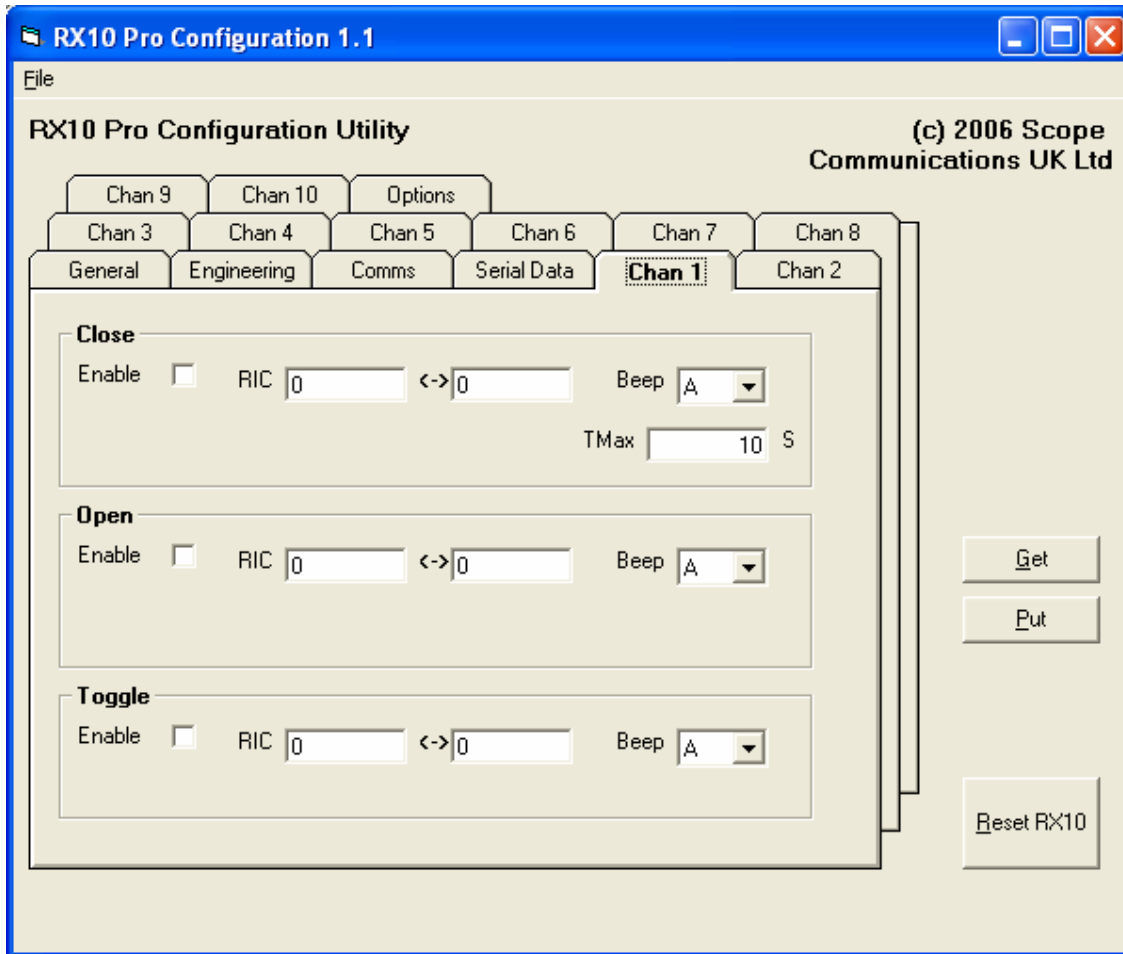 RX10 Pro Configuration 1.1
File
RX10 Pro Configuration Utility
(c) 2006 Scope
Communications UK Ltd
Chan 9 Chan 10 Options
Chan 3 Chan 4 Chan 5 Chan 6 Chan 7 Chan 8
General Engineering Comms Serial Data Chan 1 Chan 2
Close
Enable RIC 0 <-> 0 Beep A
TMax 10 S
Open
Enable RIC 0 <-> 0 Beep A
Get
Put
Toggle
Enable RIC 0 <-> 0 Beep A
Reset RX10